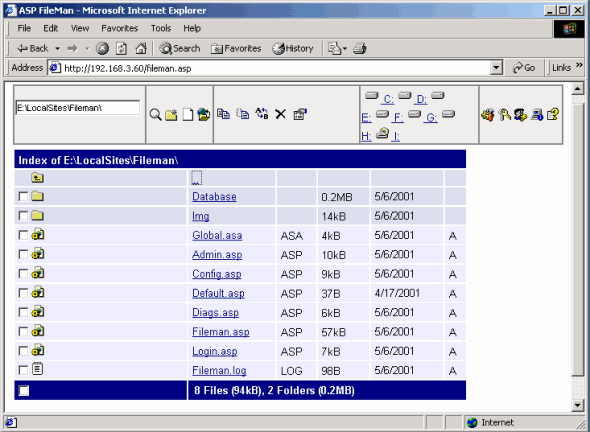 ASP FileMan - Microsoft Internet Explorer
File Edit View Favorites Tools Help
Back Search Favorites History
Address http://192.168.3.60/fileman.asp Go Links »
E:\LocalSites\Fileman\
C: D:
E: F: G:
H: I:
Index of E:\LocalSites\Fileman\
..
Database 0.2MB 5/6/2001
Img 14kB 5/6/2001
Global.asa ASA 4kB 5/6/2001 A
Admin.asp ASP 10kB 5/6/2001 A
Config.asp ASP 9kB 5/6/2001 A
Default.asp ASP 37B 4/17/2001 A
Diags.asp ASP 6kB 5/6/2001 A
Fileman.asp ASP 57kB 5/6/2001 A
Login.asp ASP 7kB 5/6/2001 A
Fileman.log LOG 98B 5/6/2001 A
8 Files (94kB), 2 Folders (0.2MB)
Internet